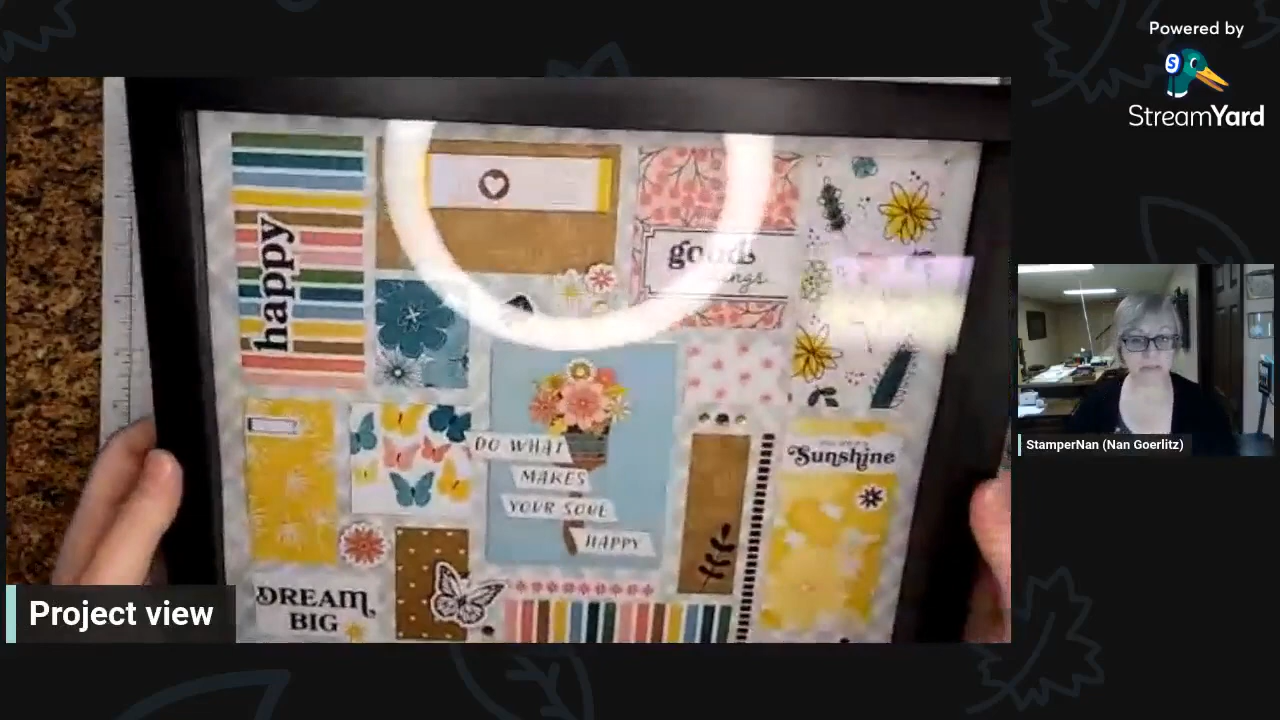 Powered by
StreamYard
happy
good
Sunshine
DO WHAT
MAKES
YOUR SOUL
HAPPY
DREAM
BIG
StamperNan (Nan Goerlitz)
Project view